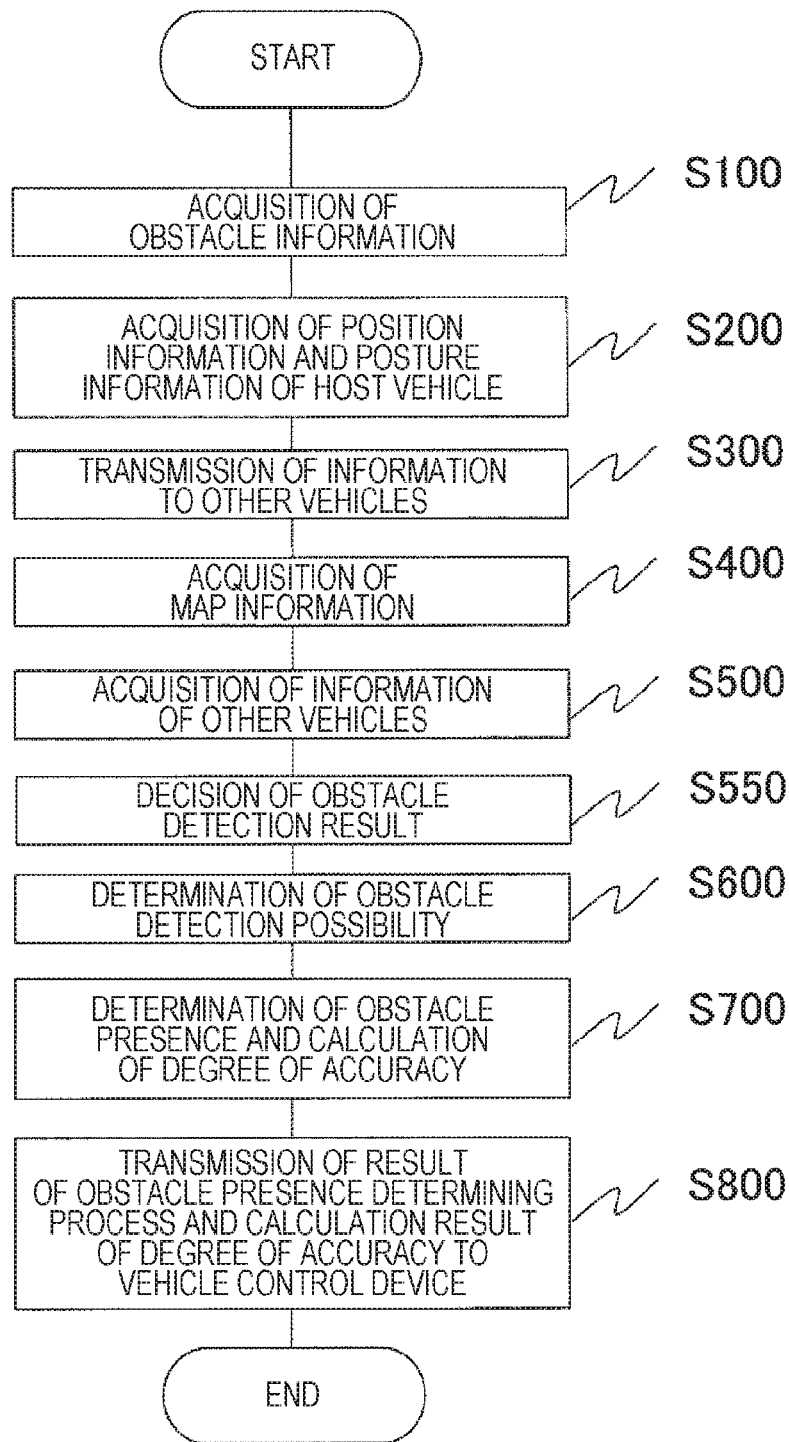 START
S100
ACQUISITION OF
OBSTACLE INFORMATION
S200
ACQUISITION OF POSITION
INFORMATION AND POSTURE
INFORMATION OF HOST VEHICLE
S300
TRANSMISSION OF INFORMATION
TO OTHER VEHICLES
S400
ACQUISITION OF
MAP INFORMATION
S500
ACQUISITION OF INFORMATION
OF OTHER VEHICLES
S550
DECISION OF OBSTACLE
DETECTION RESULT
S600
DETERMINATION OF OBSTACLE
DETECTION POSSIBILITY
S700
DETERMINATION OF OBSTACLE
PRESENCE AND CALCULATION
OF DEGREE OF ACCURACY
S800
TRANSMISSION OF RESULT
OF OBSTACLE PRESENCE DETERMINING
PROCESS AND CALCULATION RESULT
OF DEGREE OF ACCURACY TO
VEHICLE CONTROL DEVICE
END